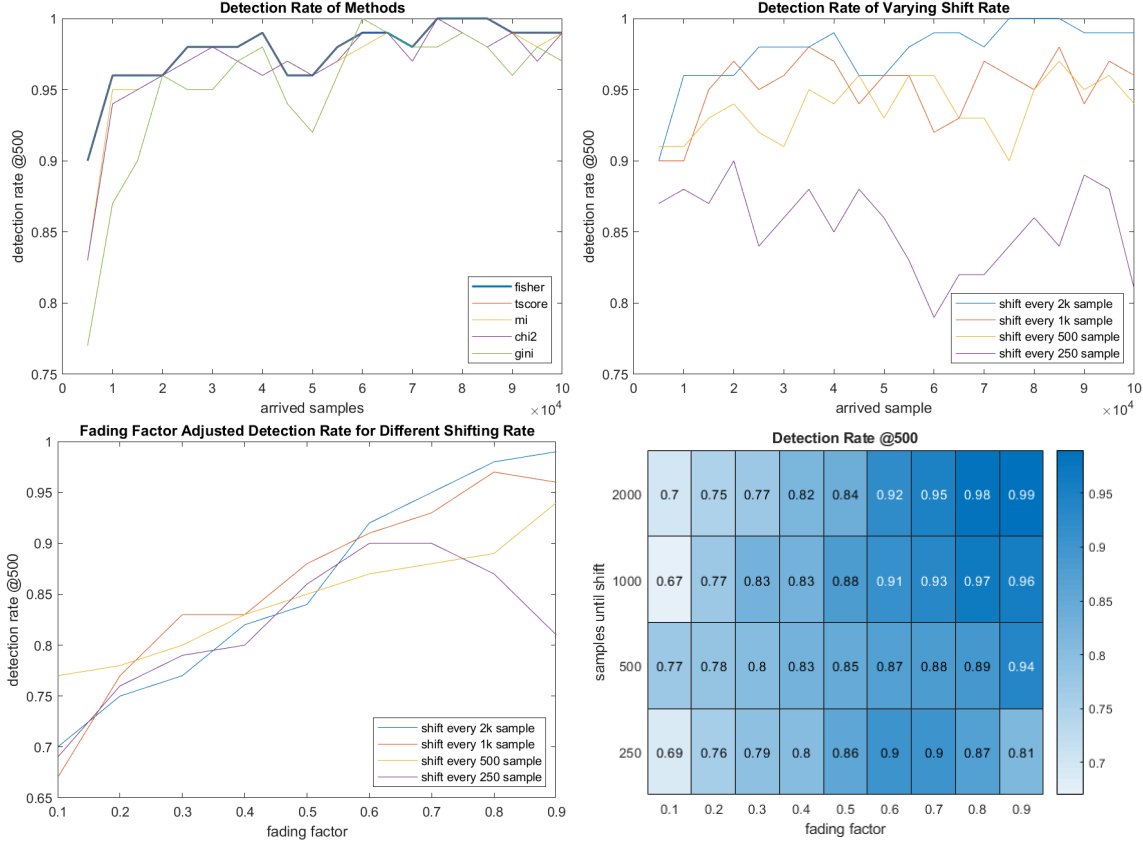 Detection Rate of Methods
1
0.95
0.9
0.85
0.8
0.75
detection rate @500
0 1 2 3 4 5 6 7 8 9 10
arrived samples
×10^4
fisher
tscore
mi
chi2
gini
Detection Rate of Varying Shift Rate
1
0.95
0.9
0.85
0.8
0.75
detection rate @500
0 1 2 3 4 5 6 7 8 9 10
arrived sample
×10^4
shift every 2k sample
shift every 1k sample
shift every 500 sample
shift every 250 sample
Fading Factor Adjusted Detection Rate for Different Shifting Rate
1
0.95
0.9
0.85
0.8
0.75
0.7
0.65
detection rate @500
0.1 0.2 0.3 0.4 0.5 0.6 0.7 0.8 0.9
fading factor
shift every 2k sample
shift every 1k sample
shift every 500 sample
shift every 250 sample
Detection Rate @500
samples until shift
2000 0.7 0.75 0.77 0.82 0.84 0.92 0.95 0.98 0.99
1000 0.67 0.77 0.83 0.83 0.88 0.91 0.93 0.97 0.96
500 0.77 0.78 0.8 0.83 0.85 0.87 0.88 0.89 0.94
250 0.69 0.76 0.79 0.8 0.86 0.9 0.9 0.87 0.81
0.1 0.2 0.3 0.4 0.5 0.6 0.7 0.8 0.9
fading factor
0.95
0.9
0.85
0.8
0.75
0.7